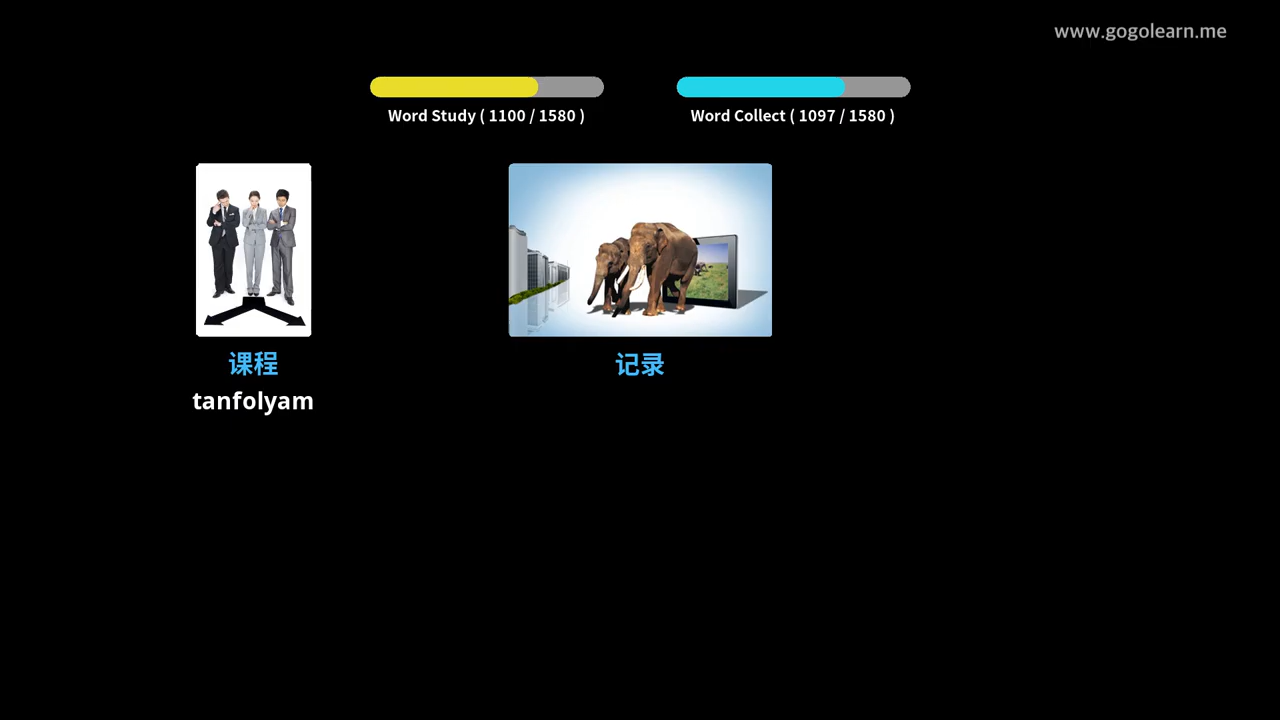 www.gogolearn.me
Word Study ( 1100 / 1580 )
Word Collect ( 1097 / 1580 )
课程
记录
tanfolyam